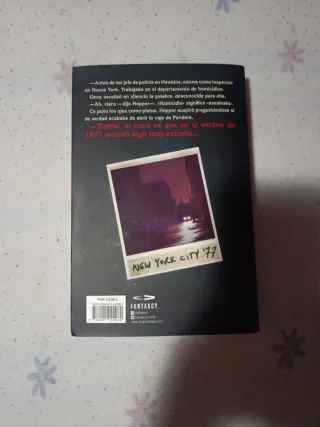 —Antes de ser jefe de policía en Hawkins, estuve como inspector
en Nueva York. Trabajaba en el departamento de homicidios.
Once vocalizó en silencio la palabra, desconocida para ella.
—Ah, claro —dijo Hopper—. «Homicidio» significa «asesinato».
Ce puso los ojos como platos. Hopper suspiró preguntándose si
de verdad acababa de abrir la caja de Pandora.
—Bueno, el caso es que en el verano de
1977 ocurrió algo muy extraño...
NEW YORK CITY '77
FANTASCY